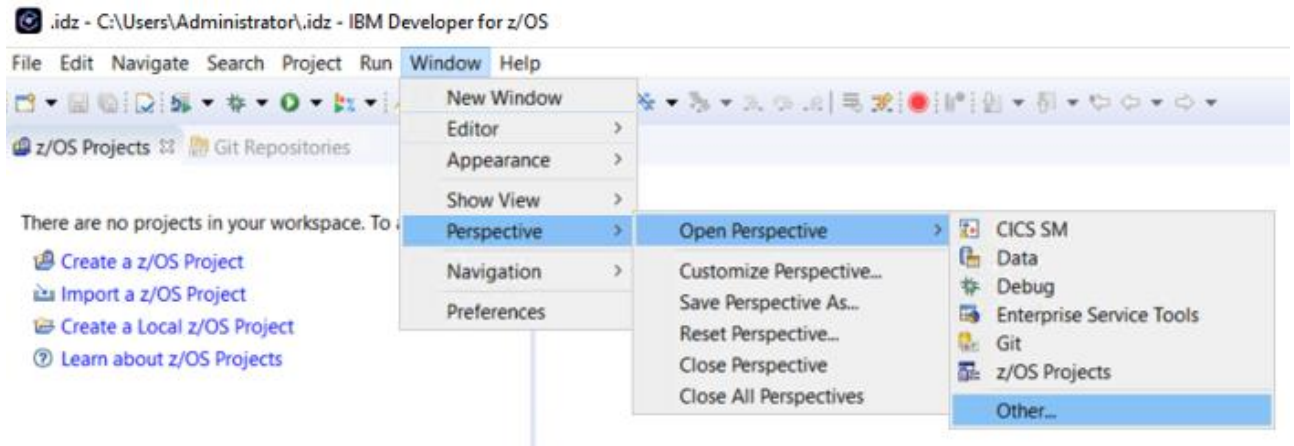 .idz - C:\Users\Administrator\.idz - IBM Developer for z/OS
File Edit Navigate Search Project Run Window Help
z/OS Projects Git Repositories
There are no projects in your workspace. To
Create a z/OS Project
Import a z/OS Project
Create a Local z/OS Project
Learn about z/OS Projects
New Window
Editor
Appearance
Show View
Perspective
Navigation
Preferences
Open Perspective
Customize Perspective...
Save Perspective As...
Reset Perspective...
Close Perspective
Close All Perspectives
CICS SM
Data
Debug
Enterprise Service Tools
Git
z/OS Projects
Other...